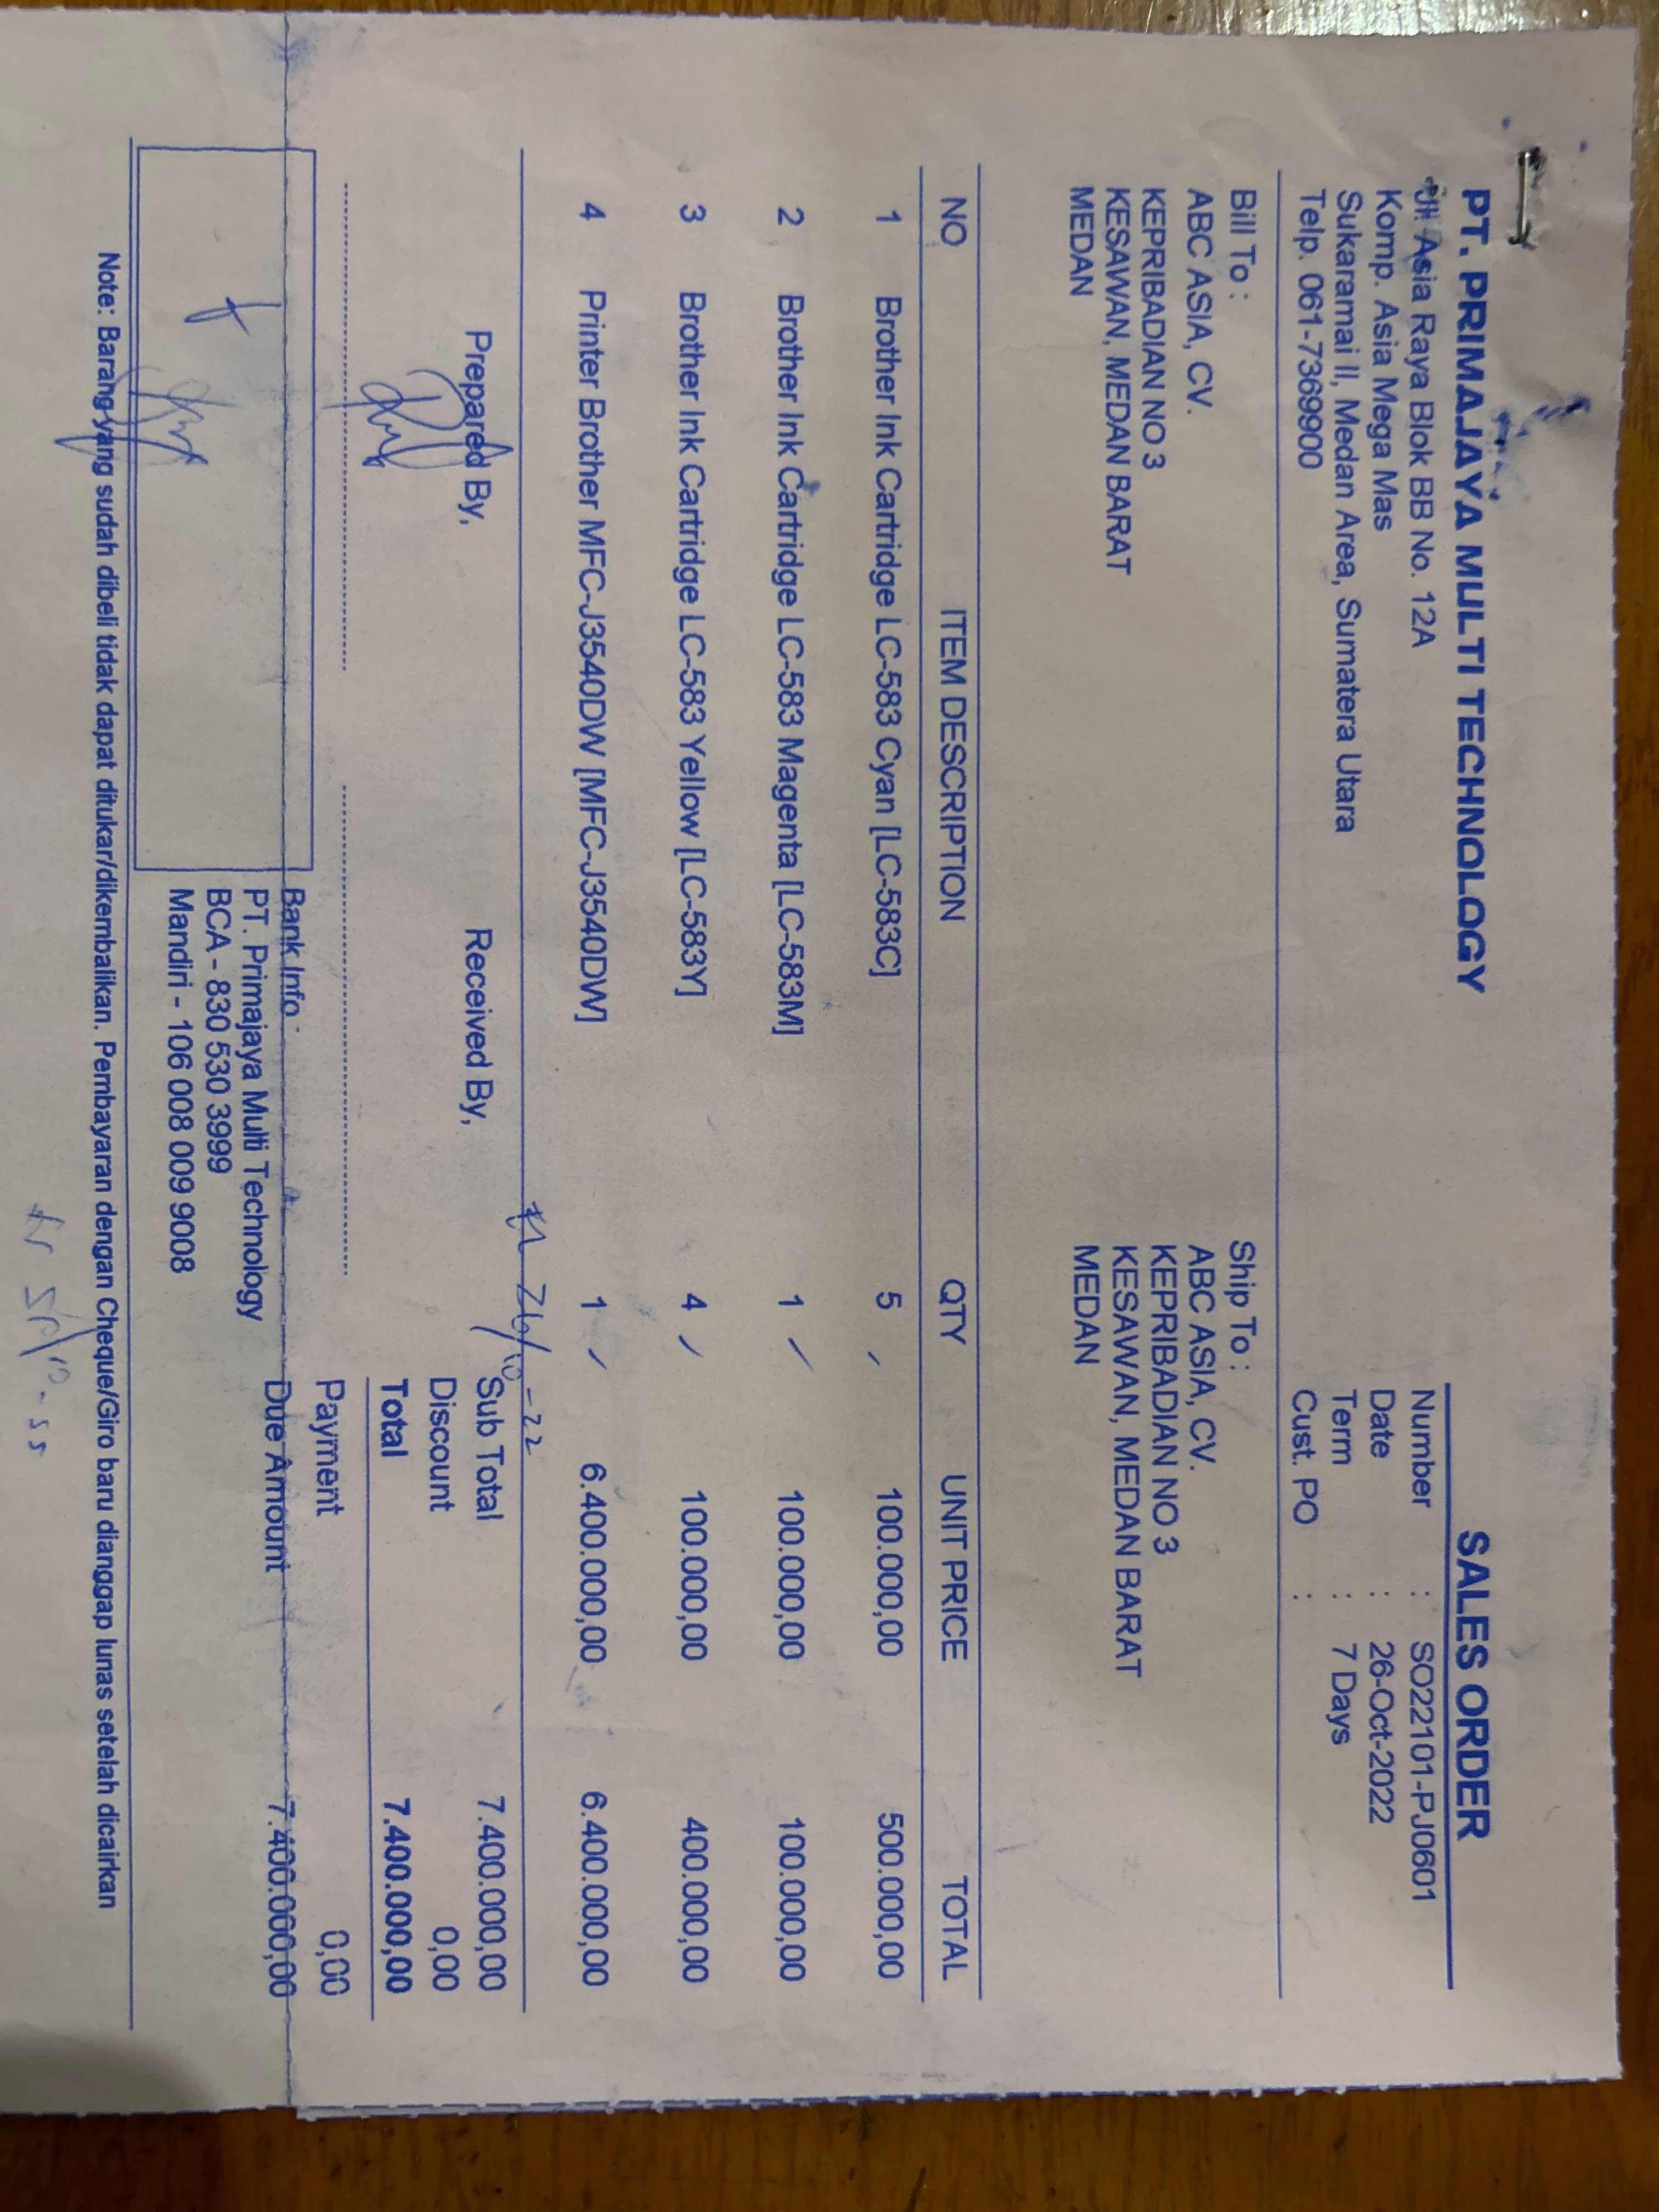 PT. PRIMAJAYA MULTI TECHNOLOGY
Jl. Asia Raya Blok BB No. 12A
Komp. Asia Mega Mas
Sukaramai II, Medan Area, Sumatera Utara
Telp. 061-7369900
SALES ORDER
Number : SO22101-PJ0601
Date : 26-Oct-2022
Term : 7 Days
Cust. PO :
Bill To :
ABC ASIA, CV.
KEPRIBADIAN NO 3
KESAWAN, MEDAN BARAT
MEDAN
Ship To :
ABC ASIA, CV.
KEPRIBADIAN NO 3
KESAWAN, MEDAN BARAT
MEDAN
NO ITEM DESCRIPTION QTY UNIT PRICE TOTAL
1 Brother Ink Cartridge LC-583 Cyan [LC-583C] 5 100.000,00 500.000,00
2 Brother Ink Cartridge LC-583 Magenta [LC-583M] 1 100.000,00 100.000,00
3 Brother Ink Cartridge LC-583 Yellow [LC-583Y] 4 100.000,00 400.000,00
4 Printer Brother MFC-J3540DW [MFC-J3540DW] 1 6.400.000,00 6.400.000,00
Prepared By,
Received By,
Sub Total 7.400.000,00
Discount 0,00
Total 7.400.000,00
Payment 0,00
Due Amount 7.400.000,00
Bank Info :
PT. Primajaya Multi Technology
BCA - 830 530 3999
Mandiri - 106 008 009 9008
Note: Barang yang sudah dibeli tidak dapat ditukar/dikembalikan. Pembayaran dengan Cheque/Giro baru dianggap lunas setelah dicairkan